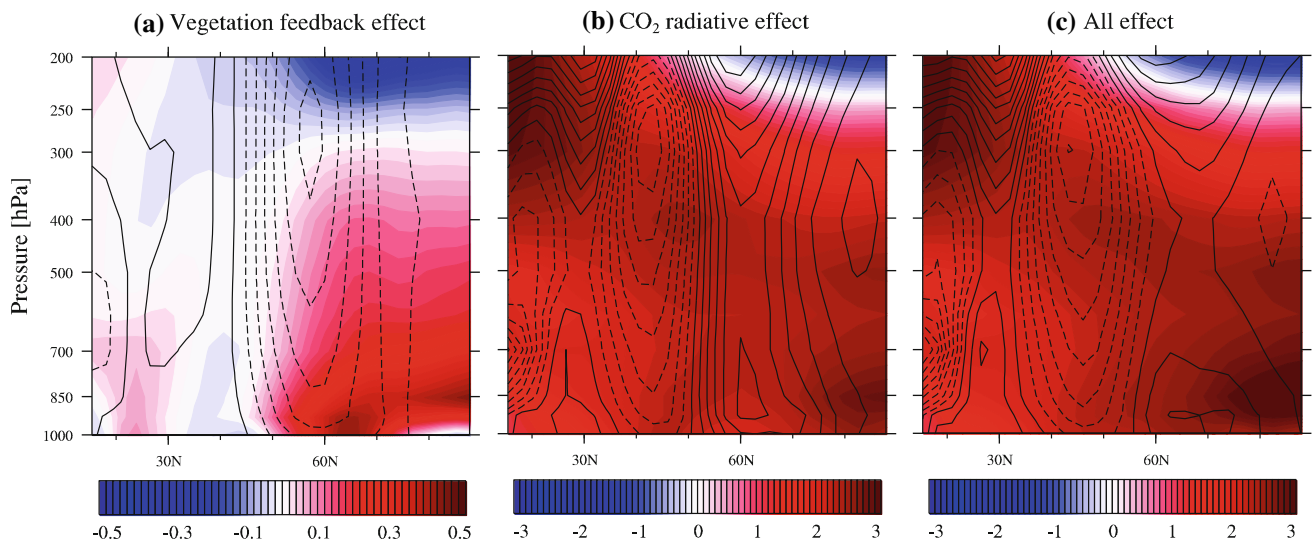 (a) Vegetation feedback effect
(b) CO₂ radiative effect
(c) All effect
Pressure [hPa]
200
250
300
400
500
700
850
1000
30N 60N
30N 60N
30N 60N
-0.5 -0.3 -0.1 0.1 0.3 0.5
-3 -2 -1 0 1 2 3
-3 -2 -1 0 1 2 3